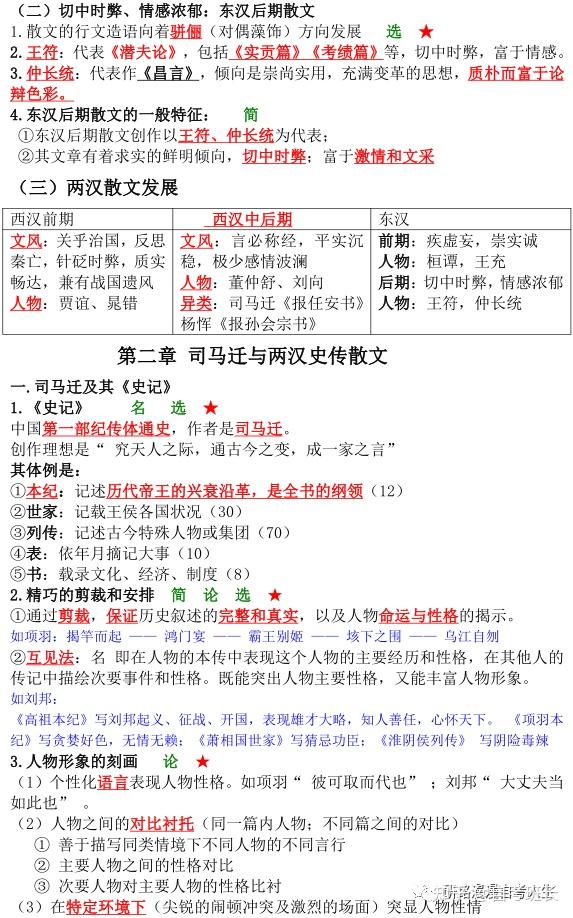 （二）切中时弊、情感浓郁：东汉后期散文
1. 散文的行文造语向着骈俪（对偶藻饰）方向发展 选 ★
2. 王符：代表《潜夫论》，包括《实贡篇》《考绩篇》等，切中时弊，富于情感。
3. 仲长统：代表作《昌言》，倾向是崇尚实用，充满变革的思想，质朴而富于论
辩色彩。
4. 东汉后期散文的一般特征： 简
①东汉后期散文创作以王符、仲长统为代表；
②其文章有着求实的鲜明倾向，切中时弊；富于激情和文采
（三）两汉散文发展
西汉前期 西汉中后期 东汉
文风：关乎治国，反思
秦亡，针砭时弊，质实
畅达，兼有战国遗风
人物：贾谊、晁错
文风：言必称经，平实沉
稳，极少感情波澜
人物：董仲舒、刘向
异类：司马迁《报任安书》
杨恽《报孙会宗书》
前期：疾虚妄，崇实诚
人物：桓谭，王充
后期：切中时弊，情感浓郁
人物：王符，仲长统
第二章 司马迁与两汉史传散文
一. 司马迁及其《史记》
1. 《史记》 名 选 ★
中国第一部纪传体通史，作者是司马迁。
创作理想是“ 究天人之际，通古今之变，成一家之言”
其体例是：
①本纪：记述历代帝王的兴衰沿革，是全书的纲领（12）
②世家：记载王侯各国状况（30）
③列传：记述古今特殊人物或集团（70）
④表：依年月摘记大事（10）
⑤书：载录文化、经济、制度（8）
2. 精巧的剪裁和安排 简 论 选 ★
①通过剪裁，保证历史叙述的完整和真实，以及人物命运与性格的揭示。
如项羽：揭竿而起 —— 鸿门宴 —— 霸王别姬 —— 垓下之围 —— 乌江自刎
②互见法：名 即在人物的本传中表现这个人物的主要经历和性格，在其他人的
传记中描绘次要事件和性格。既能突出人物主要性格，又能丰富人物形象。
如刘邦：
《高祖本纪》写刘邦起义、征战、开国，表现雄才大略，知人善任，心怀天下。 《项羽本
纪》写贪婪好色，无情无赖；《萧相国世家》写猜忌功臣；《淮阴侯列传》 写阴险毒辣
3. 人物形象的刻画 论 ★
（1）个性化语言表现人物性格。如项羽“ 彼可取而代也” ；刘邦“ 大丈夫当
如此也” 。
（2）人物之间的对比衬托（同一篇内人物；不同篇之间的对比）
① 善于描写同类情境下不同人物的不同言行
② 主要人物之间的性格对比
③ 次要人物对主要人物的性格比衬
（3）在特定环境下（尖锐的闹顿冲突及激烈的场面）突显人物性情